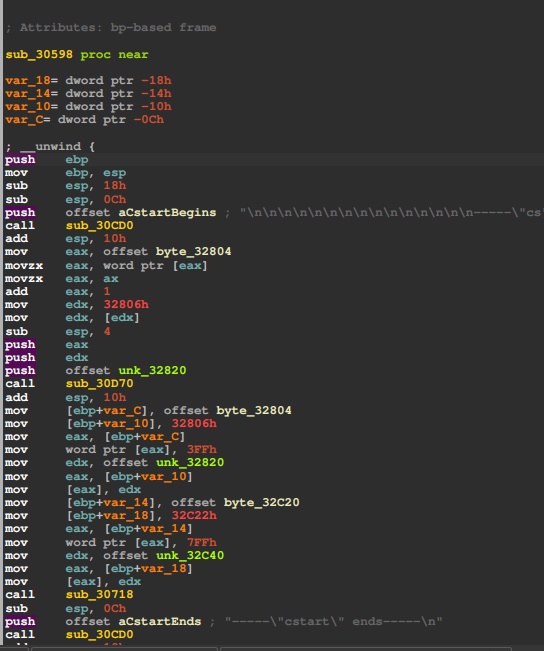 ; Attributes: bp-based frame
sub_30598 proc near
var_18= dword ptr -18h
var_14= dword ptr -14h
var_10= dword ptr -10h
var_C= dword ptr -0Ch
; __unwind {
push ebp
mov ebp, esp
sub esp, 18h
sub esp, 0Ch
push offset aCstartBegins ; "\n\n\n\n\n\n\n\n\n\n\n\n\n\n\n-----\"cs
call sub_30CD0
add esp, 10h
mov eax, offset byte_32804
movzx eax, word ptr [eax]
movzx eax, ax
add eax, 1
mov edx, 32806h
mov edx, [edx]
sub esp, 4
push eax
push edx
push offset unk_32820
call sub_30D70
add esp, 10h
mov [ebp+var_C], offset byte_32804
mov [ebp+var_10], 32806h
mov eax, [ebp+var_C]
mov word ptr [eax], 3FFh
mov edx, offset unk_32820
mov eax, [ebp+var_10]
mov [eax], edx
mov [ebp+var_14], offset byte_32C20
mov [ebp+var_18], 32C22h
mov eax, [ebp+var_14]
mov word ptr [eax], 7FFh
mov edx, offset unk_32C40
mov eax, [ebp+var_18]
mov [eax], edx
call sub_30718
sub esp, 0Ch
push offset aCstartEnds ; "-----\"cstart\" ends-----\n"
call sub_30CD0